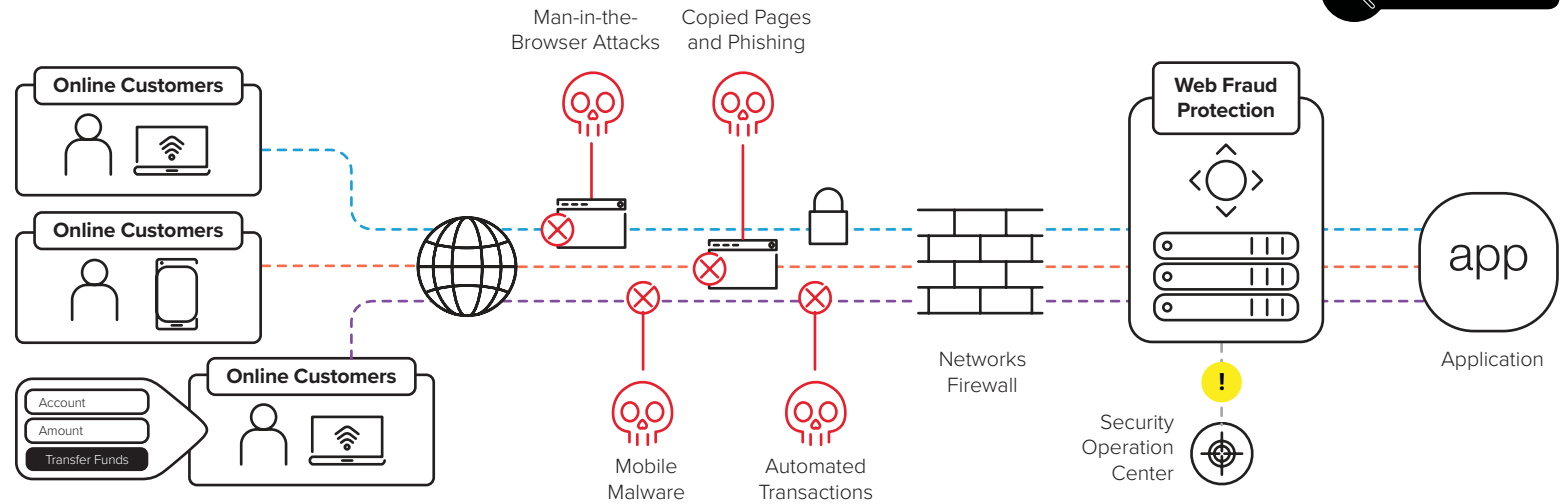 Man-in-the-
Browser Attacks
Copied Pages
and Phishing
Online Customers
Web Fraud
Protection
Online Customers
app
Networks
Firewall
Application
Online Customers
Account
Amount
Transfer Funds
!
Security
Operation
Center
Mobile
Malware
Automated
Transactions